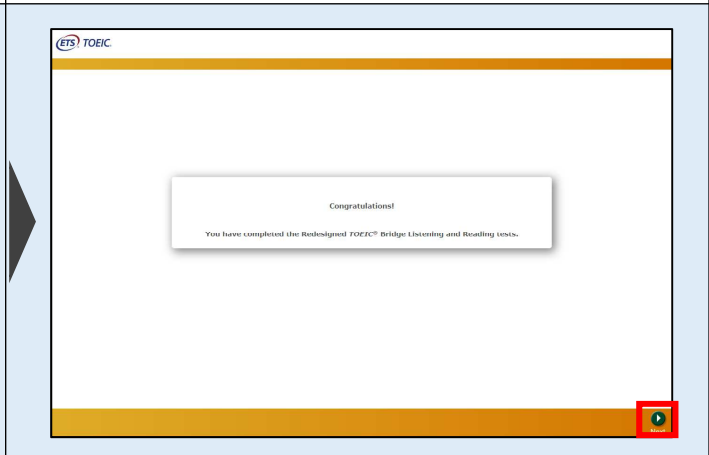 ETS TOEIC.
Congratulations!
You have completed the Redesigned TOEIC® Bridge Listening and Reading tests.
Next